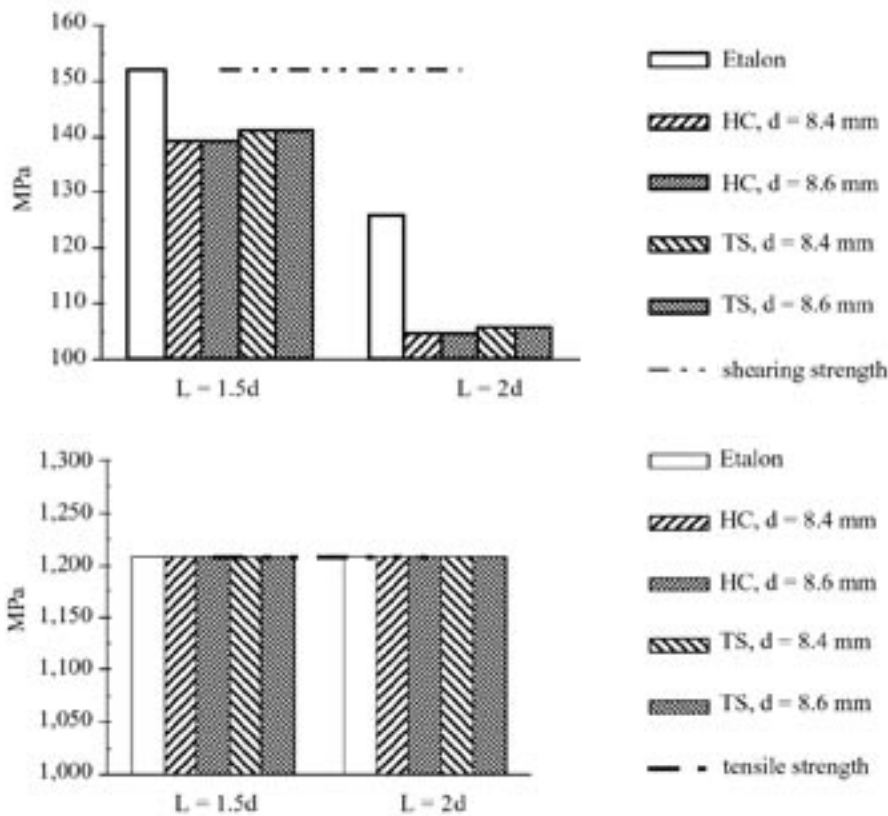 160
150
140
130
120
110
100
MPa
L = 1.5d
L = 2d
Etalon
HC, d = 8.4 mm
HC, d = 8.6 mm
TS, d = 8.4 mm
TS, d = 8.6 mm
shearing strength
1,300
1,250
1,200
1,150
1,100
1,050
1,000
MPa
L = 1.5d
L = 2d
Etalon
HC, d = 8.4 mm
HC, d = 8.6 mm
TS, d = 8.4 mm
TS, d = 8.6 mm
tensile strength